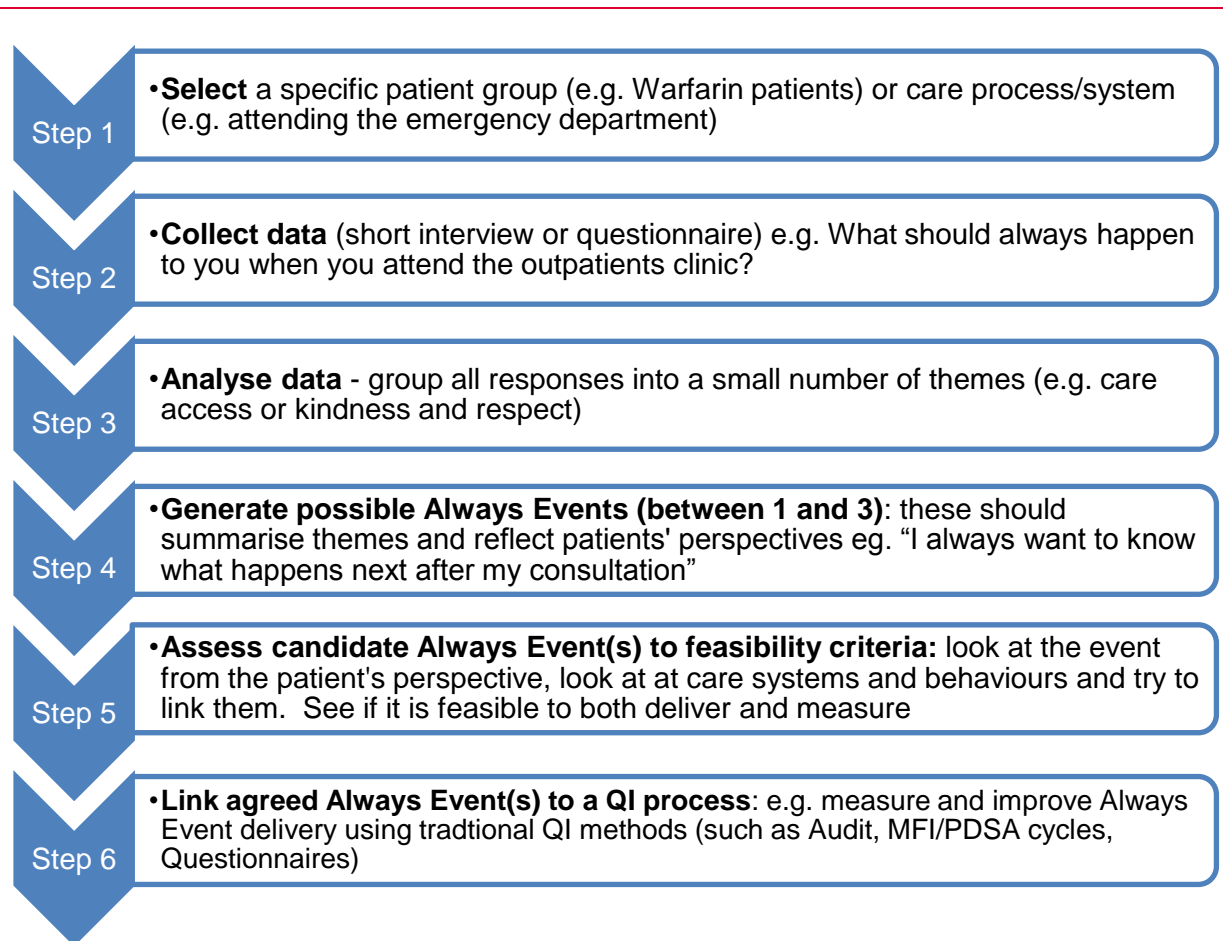 Step 1
•Select a specific patient group (e.g. Warfarin patients) or care process/system
(e.g. attending the emergency department)
Step 2
•Collect data (short interview or questionnaire) e.g. What should always happen
to you when you attend the outpatients clinic?
Step 3
•Analyse data - group all responses into a small number of themes (e.g. care
access or kindness and respect)
Step 4
•Generate possible Always Events (between 1 and 3): these should
summarise themes and reflect patients' perspectives eg. “I always want to know
what happens next after my consultation”
Step 5
•Assess candidate Always Event(s) to feasibility criteria: look at the event
from the patient's perspective, look at at care systems and behaviours and try to
link them.  See if it is feasible to both deliver and measure
Step 6
•Link agreed Always Event(s) to a QI process: e.g. measure and improve Always
Event delivery using tradtional QI methods (such as Audit, MFI/PDSA cycles,
Questionnaires)